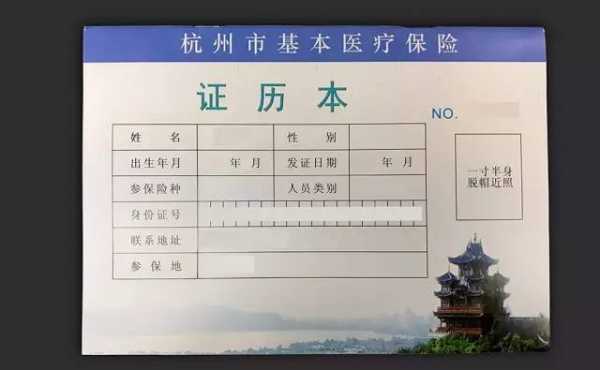 杭州市基本医疗保险
证历本
NO.
姓名 性别
出生年月 年月 发证日期 年月
参保险种 人员类别
身份证号
联系地址
参保地
一寸半身
脱帽近照